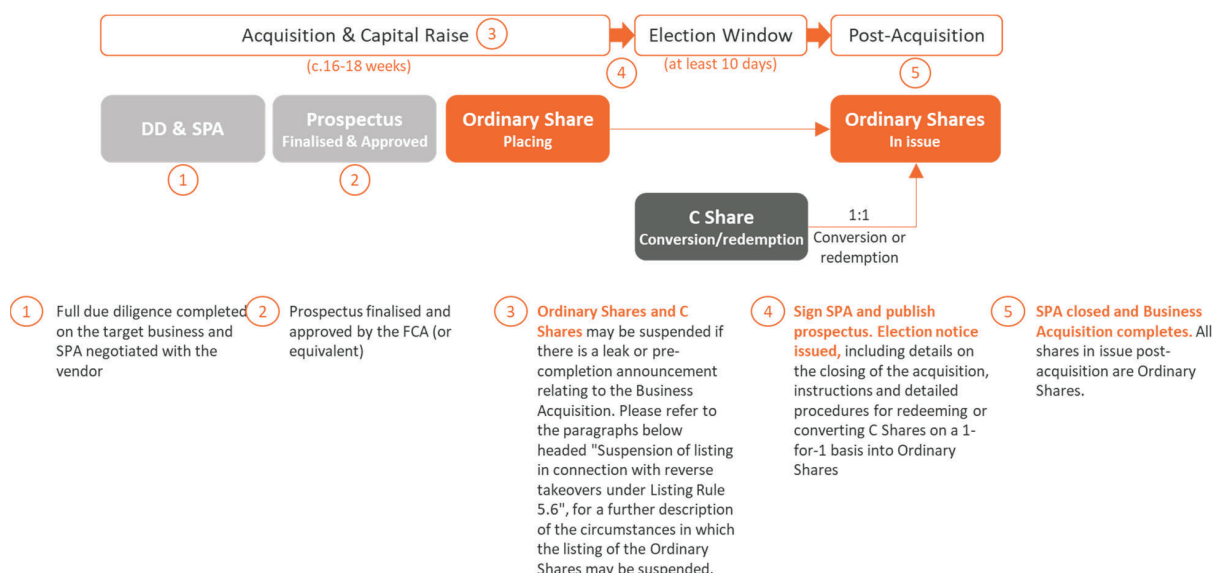 Acquisition & Capital Raise 3
Election Window
Post-Acquisition
(c.16-18 weeks)
4
(at least 10 days)
5
DD & SPA
Prospectus
Finalised & Approved
Ordinary Share
Placing
Ordinary Shares
In issue
1
2
C Share
Conversion/redemption
1:1
Conversion or
redemption
1
Full due diligence completed
on the target business and
SPA negotiated with the
vendor
2
Prospectus finalised and
approved by the FCA (or
equivalent)
3
Ordinary Shares and C
Shares may be suspended if
there is a leak or pre-
completion announcement
relating to the Business
Acquisition. Please refer to
the paragraphs below
headed "Suspension of listing
in connection with reverse
takeovers under Listing Rule
5.6", for a further description
of the circumstances in which
the listing of the Ordinary
Shares may be suspended.
4
Sign SPA and publish
prospectus. Election notice
issued, including details on
the closing of the acquisition,
instructions and detailed
procedures for redeeming or
converting C Shares on a 1-
for-1 basis into Ordinary
Shares
5
SPA closed and Business
Acquisition completes. All
shares in issue post-
acquisition are Ordinary
Shares.